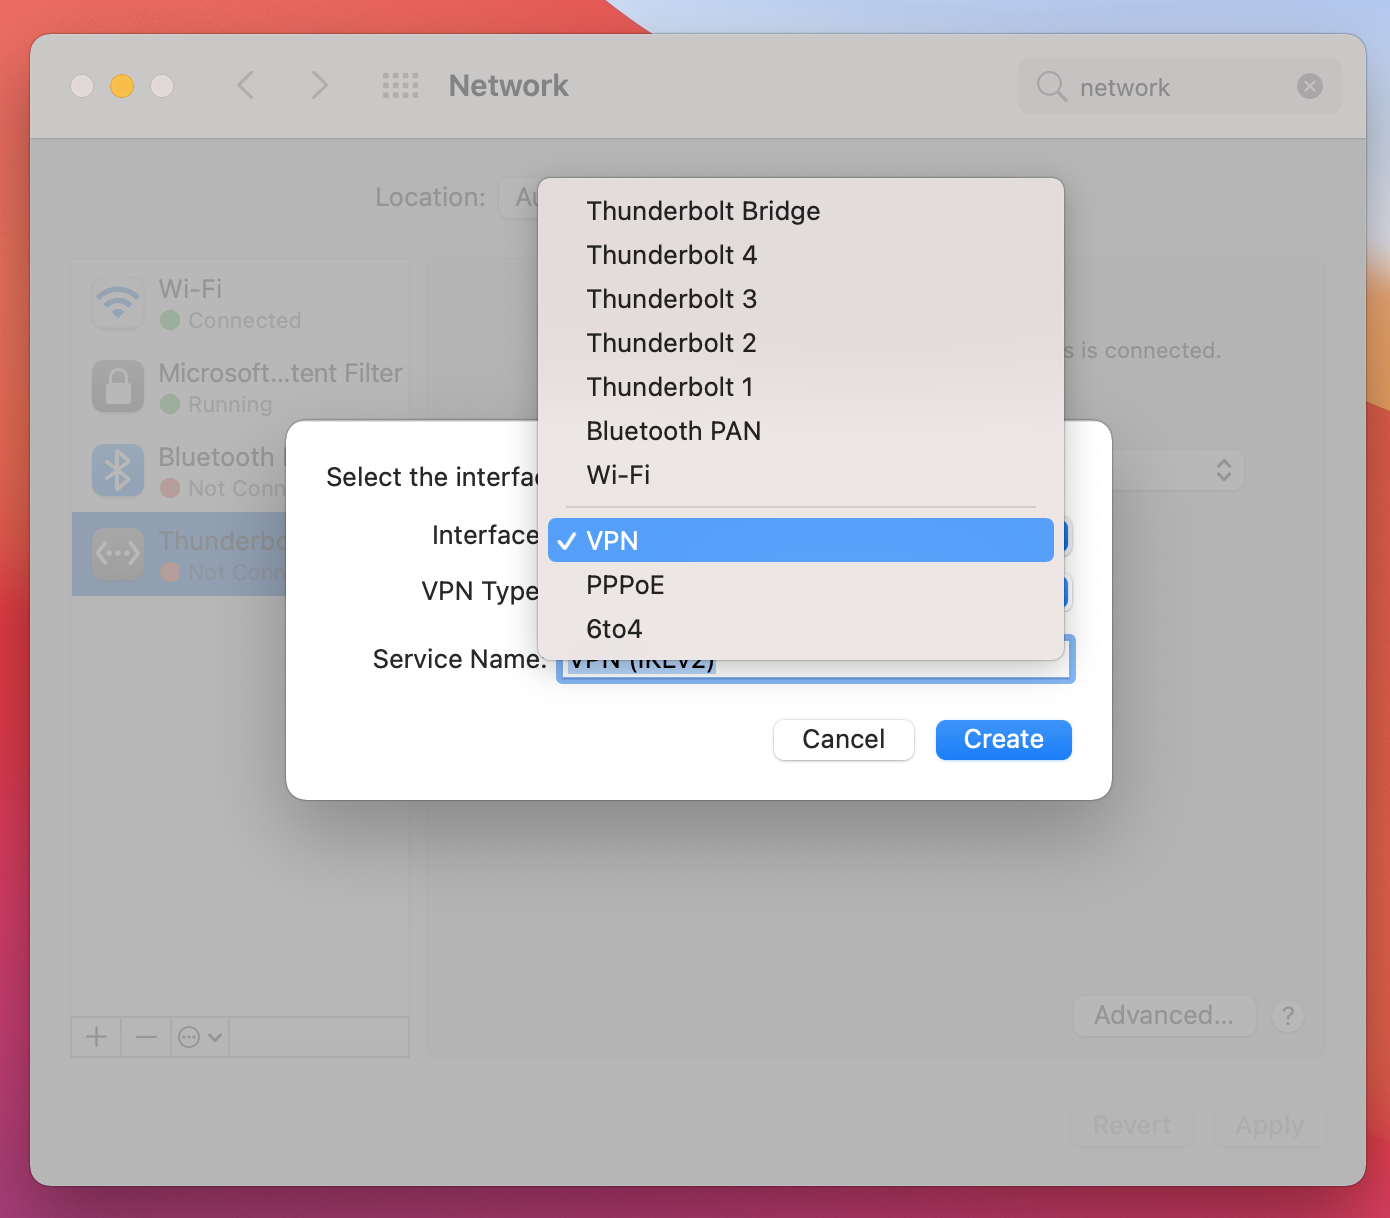 Network
network
Location: Au
Thunderbolt Bridge
Thunderbolt 4
Thunderbolt 3
Thunderbolt 2
Thunderbolt 1
Bluetooth PAN
Wi-Fi
VPN
PPPoE
6to4
Wi-Fi
Connected
Microsoft...tent Filter
Running
Bluetooth
Not Conn
Thunderbo
Not Conn
s is connected.
Select the interfac
Interface
VPN Type
Service Name: VPN (IKEv2)
Cancel
Create
Advanced...
?
Revert
Apply